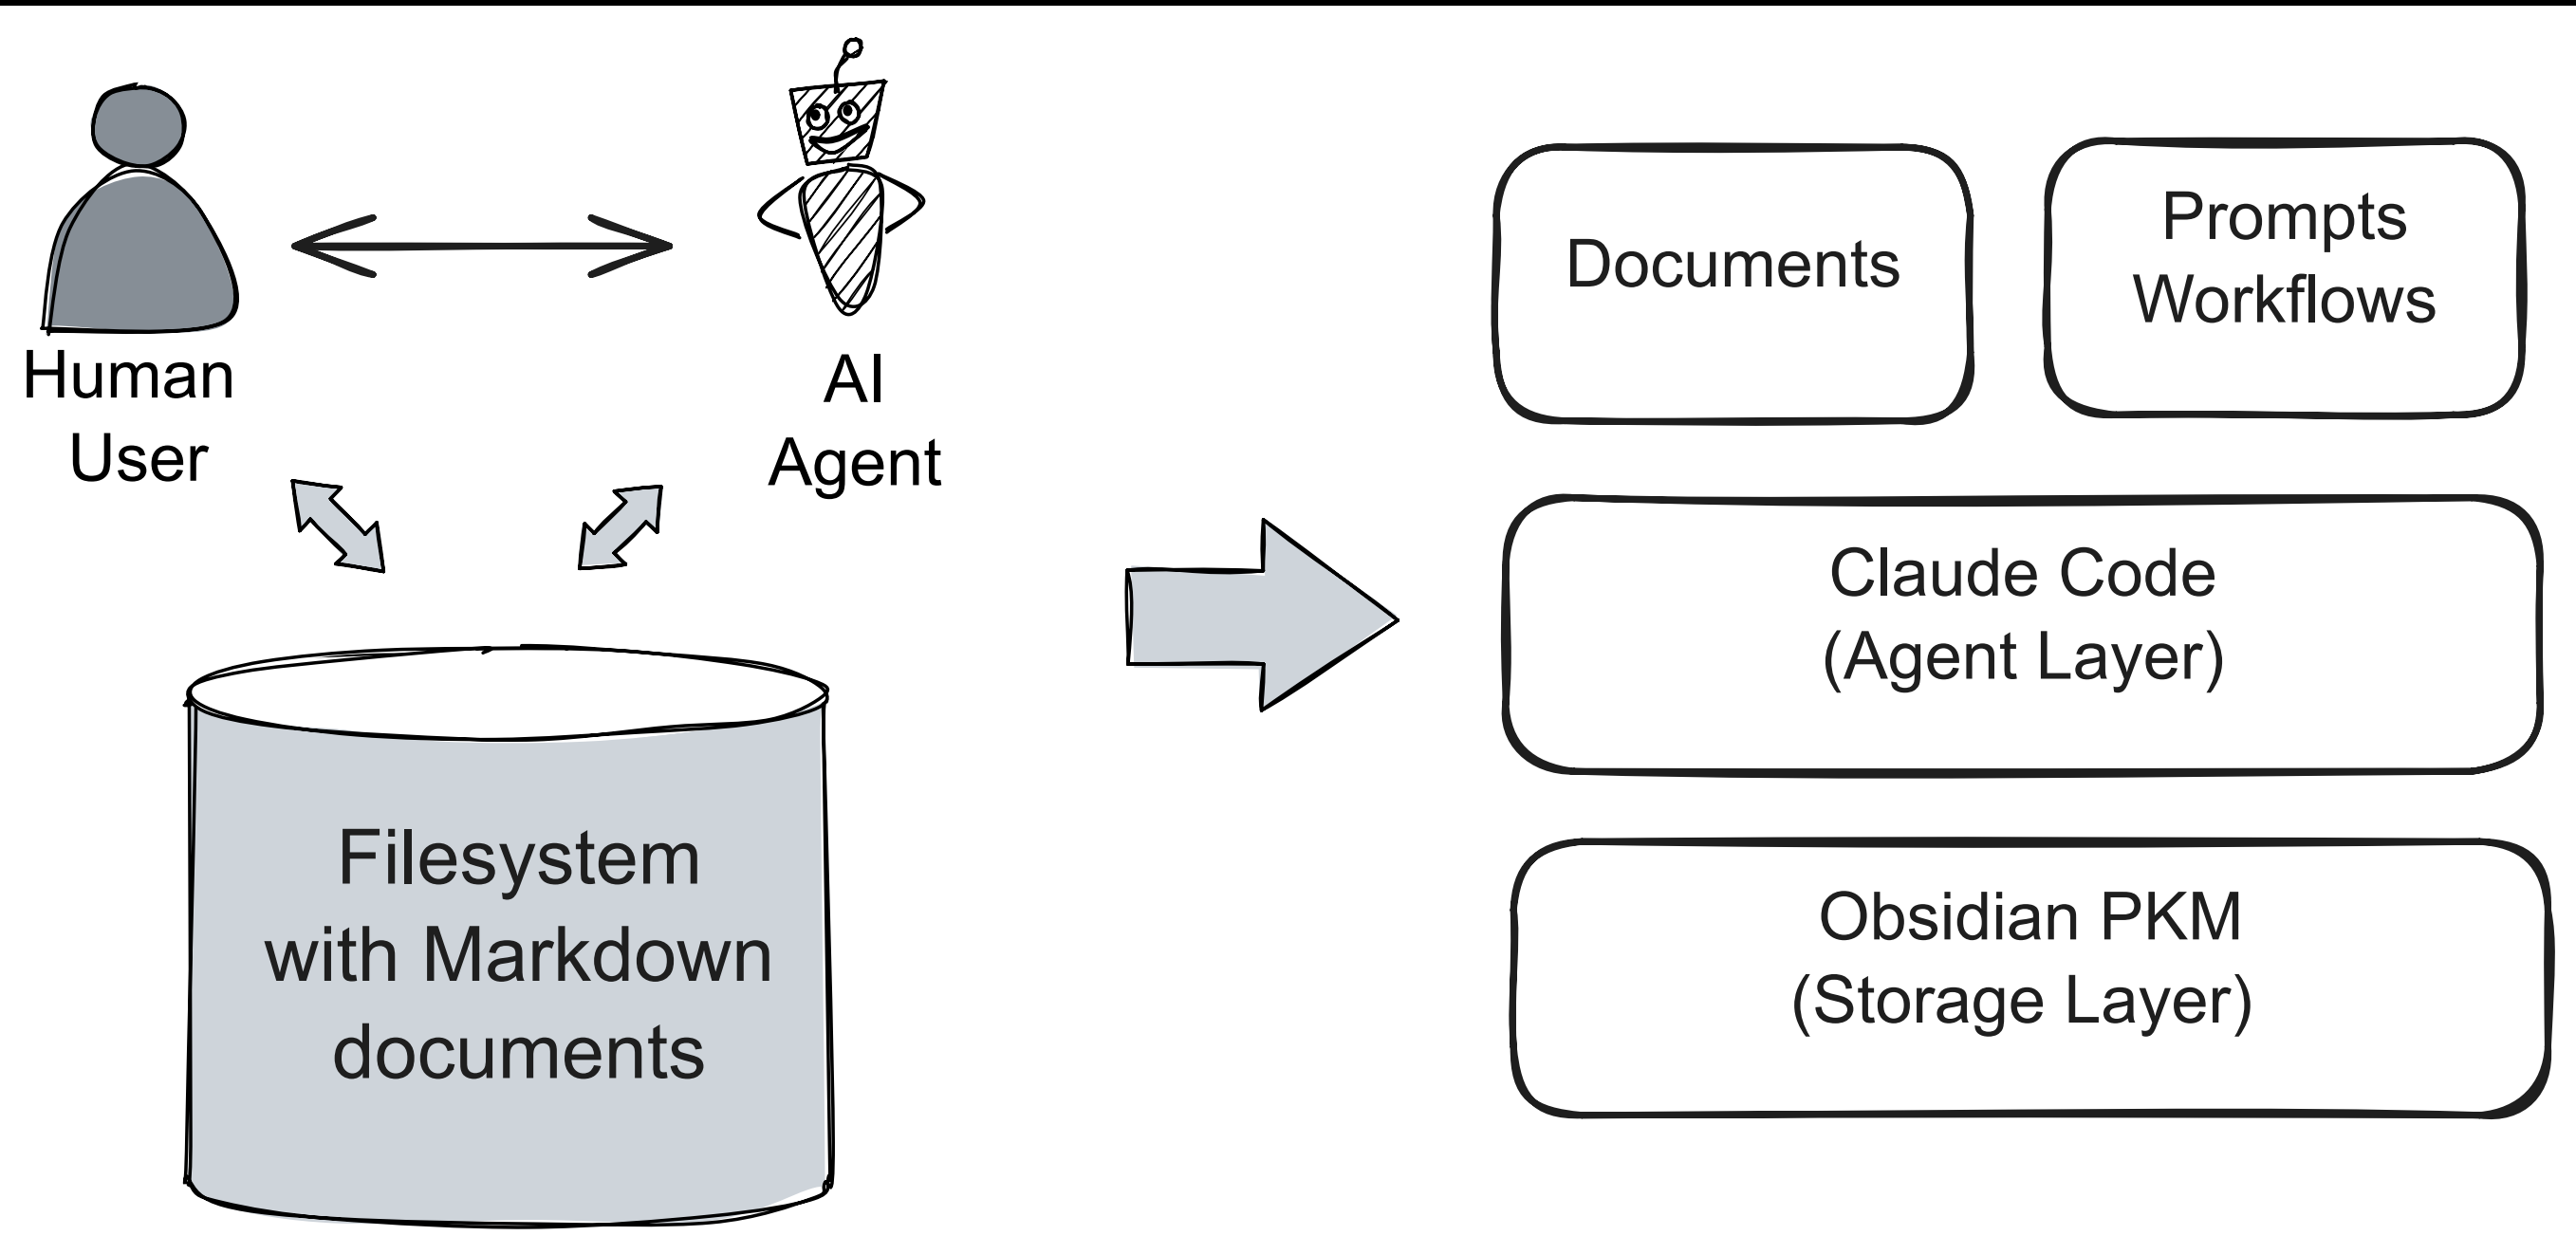 Human
User
AI
Agent
Filesystem
with Markdown
documents
Documents
Prompts
Workflows
Claude Code
(Agent Layer)
Obsidian PKM
(Storage Layer)